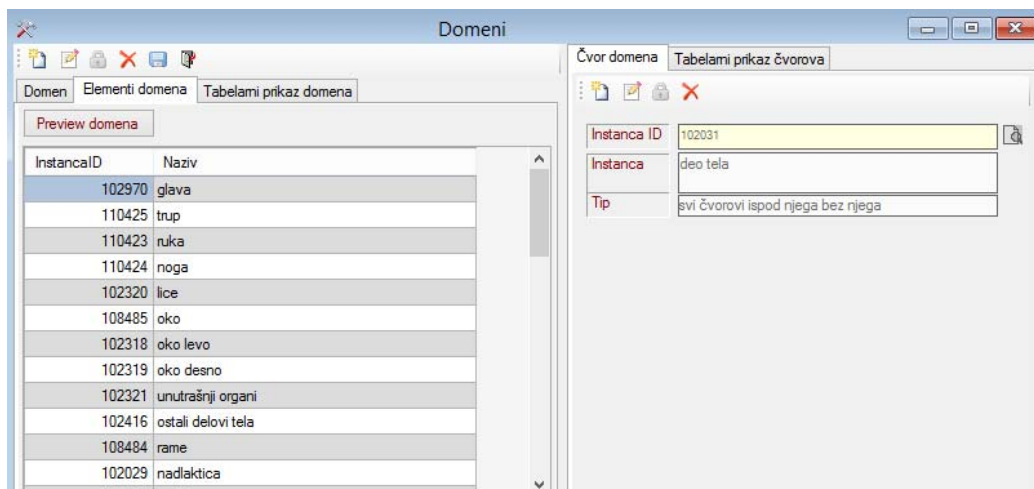 Domeni
Domen Elementi domena Tabelarni prikaz domena
Preview domena
InstancaID Naziv
102970 glava
110425 trup
110423 ruka
110424 noga
102320 lice
108485 oko
102318 oko levo
102319 oko desno
102321 unutrašnji organi
102416 ostali delovi tela
108484 rame
102029 nadlaktica
Čvor domena Tabelarni prikaz čvorova
Instanca ID 102031
Instanca deo tela
Tip svi čvorovi ispod njega bez njega